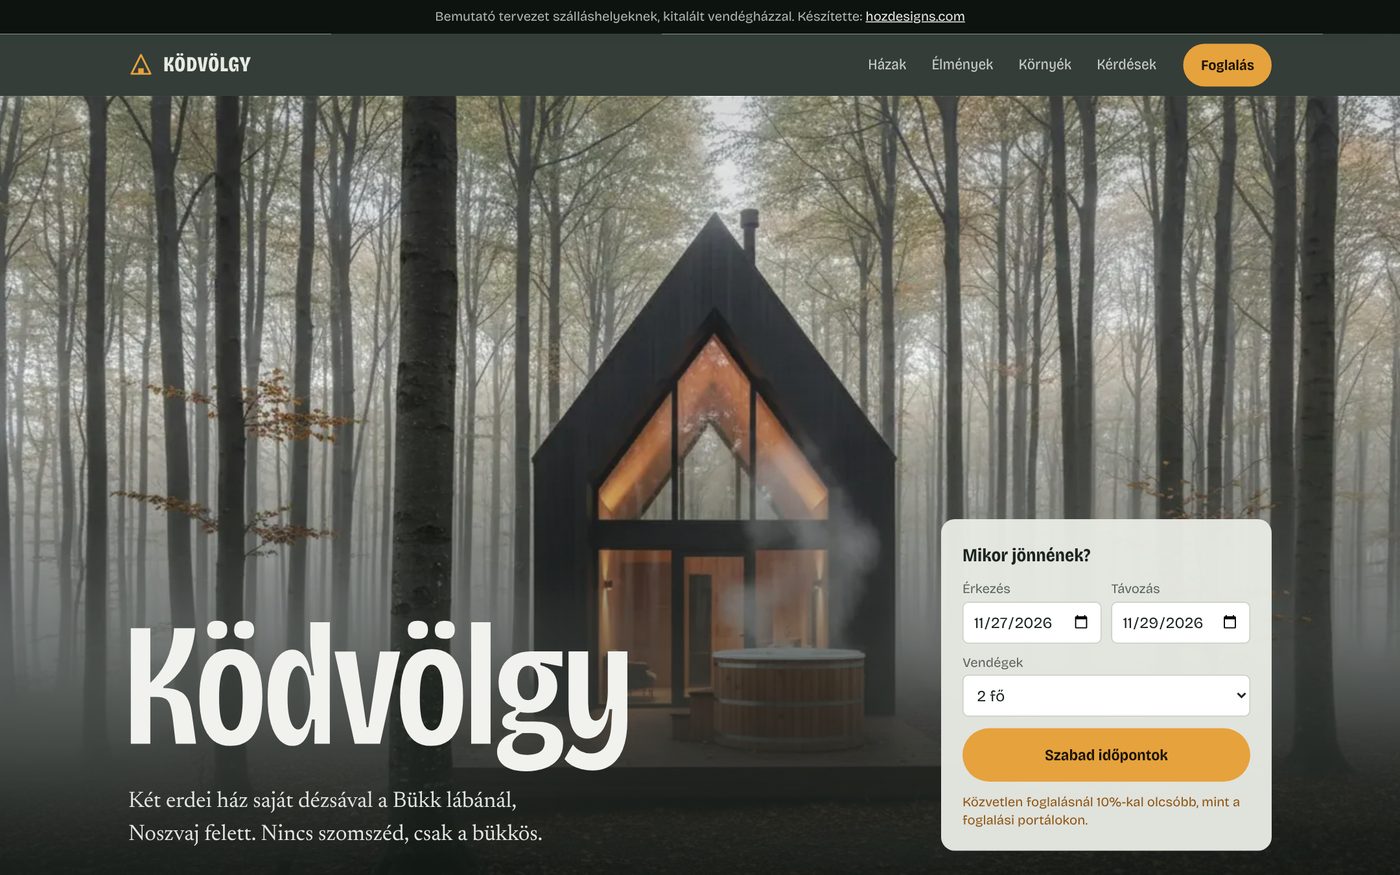 Bemutató tervezet szálláshelyeknek, kitalált vendégházzal. Készítette: hozdesigns.com
KÖDVÖLGY
Házak Élmények Környék Kérdések Foglalás
Ködvölgy
Két erdei ház saját dézsával a Bükk lábánál,
Noszvaj felett. Nincs szomszéd, csak a bükkös.
Mikor jönnének?
Érkezés Távozás
11/27/2026 11/29/2026
Vendégek
2 fő
Szabad időpontok
Közvetlen foglalásnál 10%-kal olcsóbb, mint a
foglalási portálokon.